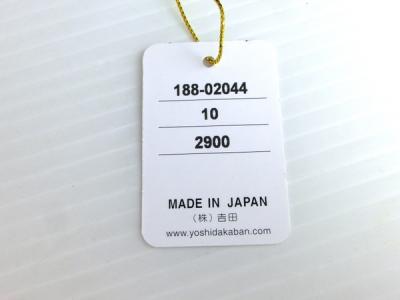 188-02044
10
2900
MADE IN JAPAN
(株)吉田
www.yoshidakaban.com